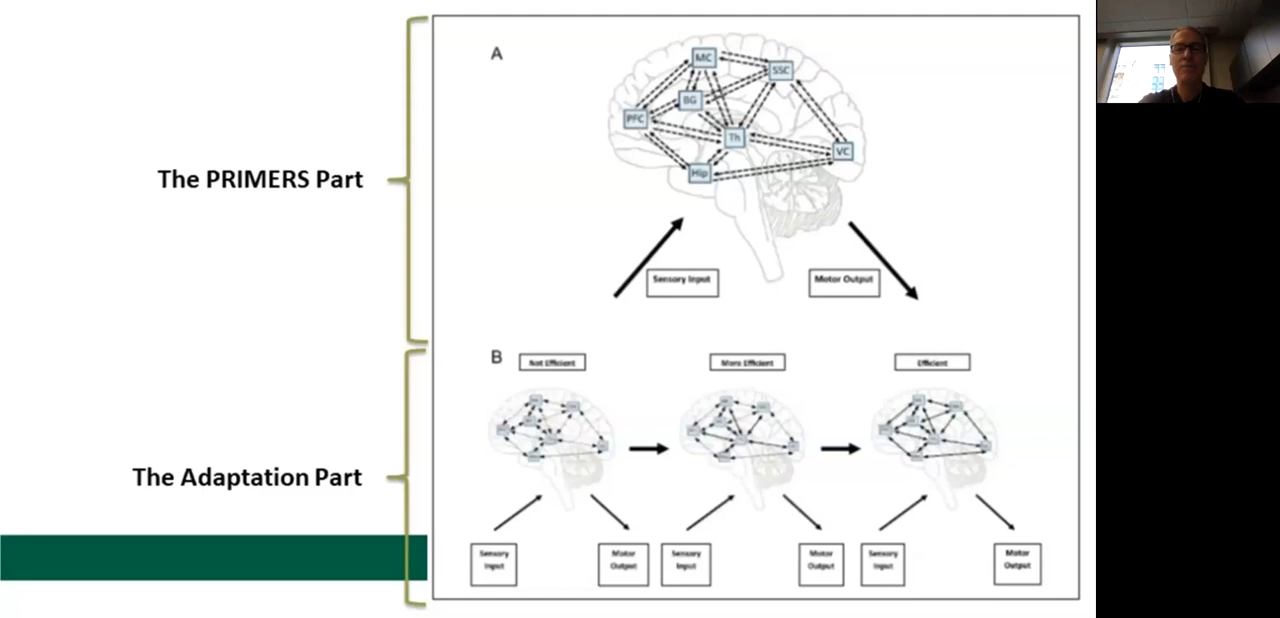 The PRIMERS Part
A
MC
SSC
BG
PFC
Th
VC
Hip
Sensory Input
Motor Output
The Adaptation Part
B
Not Efficient
More Efficient
Efficient
Sensory
Input
Motor
Output
Sensory
Input
Motor
Output
Sensory
Input
Motor
Output